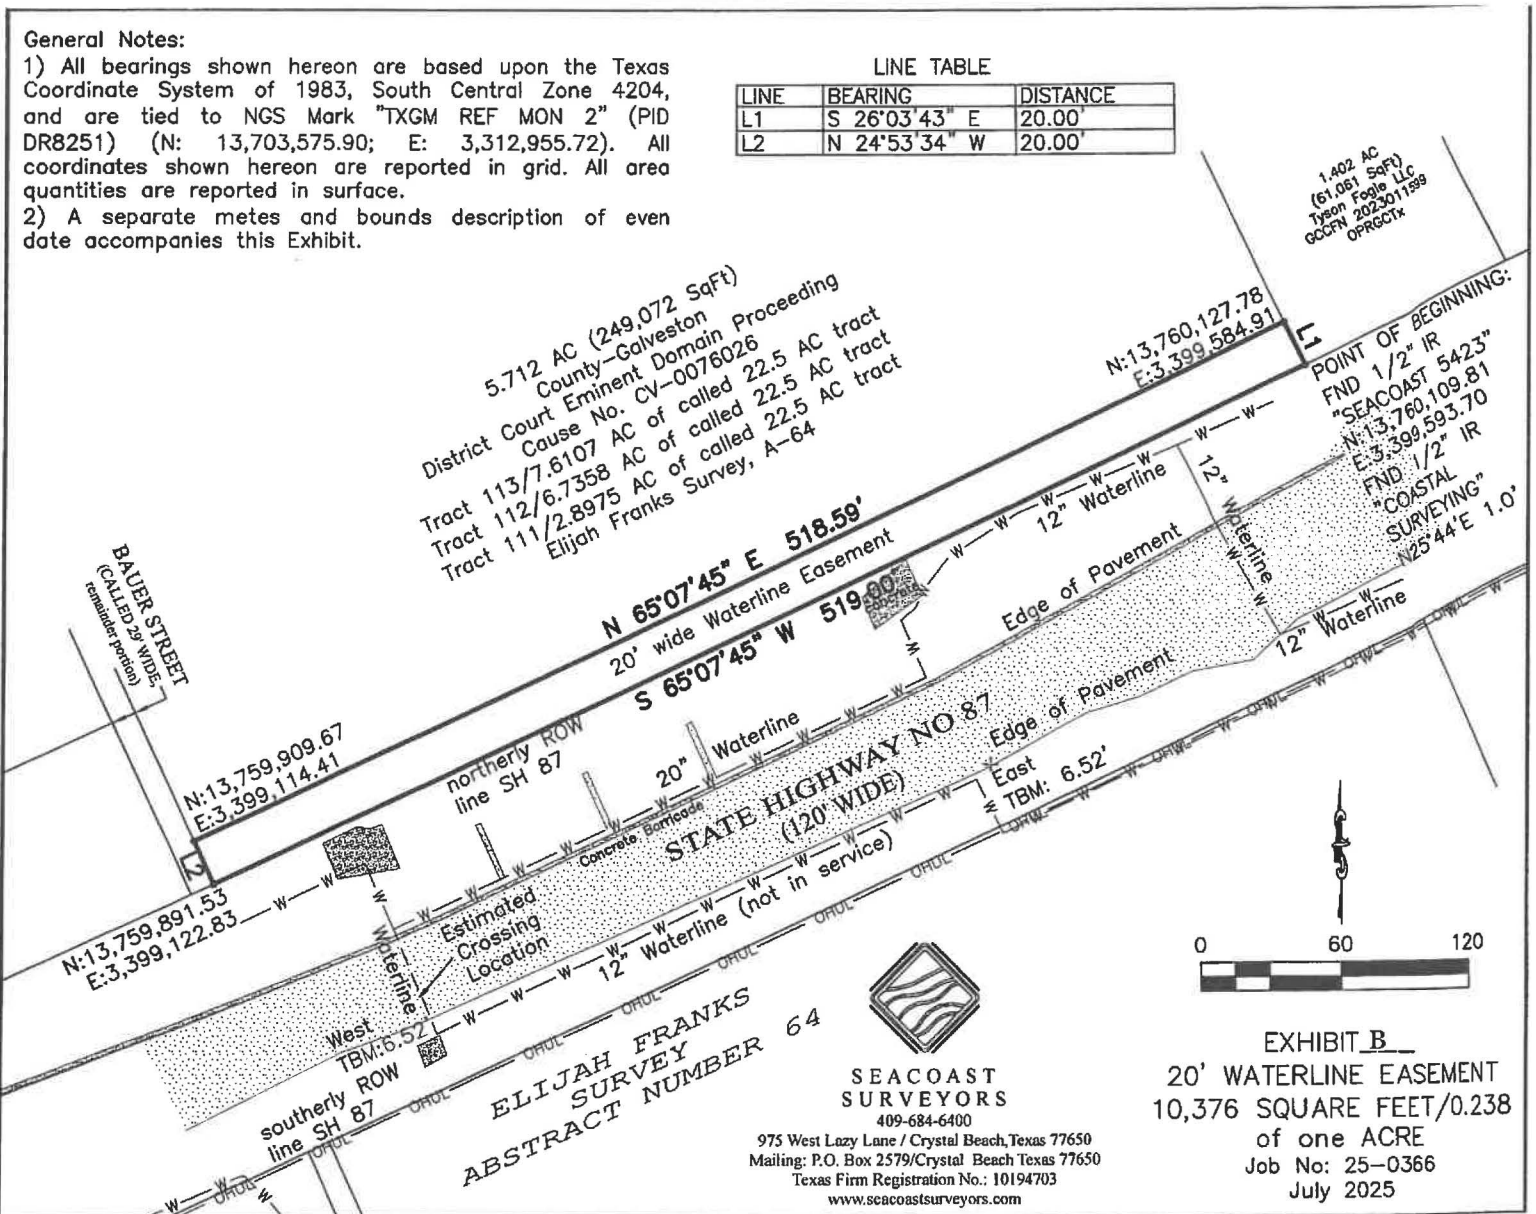 General Notes:
1) All bearings shown hereon are based upon the Texas
Coordinate System of 1983, South Central Zone 4204,
and are tied to NGS Mark "TXGM REF MON 2" (PID
DR8251) (N: 13,703,575.90; E: 3,312,955.72). All
coordinates shown hereon are reported in grid. All area
quantities are reported in surface.
2) A separate metes and bounds description of even
date accompanies this Exhibit.
LINE TABLE
LINE BEARING DISTANCE
L1 S 26°03'43" E 20.00'
L2 N 24°53'34" W 20.00'
1.402 AC
(61,061 SqFt)
Tyson Fogle LLC
GCCFN 2023011599
OPRGCTx
5.712 AC (249,072 SqFt)
County-Galveston
District Court Eminent Domain Proceeding
Cause No. CV-0076026
Tract 113/7.6107 AC of called 22.5 AC tract
Tract 112/6.7358 AC of called 22.5 AC tract
Tract 111/2.8975 AC of called 22.5 AC tract
Elijah Franks Survey, A-64
N:13,760,127.78
E:3,399,584.91
L1
POINT OF BEGINNING:
FND 1/2" IR
"SEACOAST 5423"
N:13,760,109.81
E:3,399,593.70
FND 1/2" IR
"COASTAL
SURVEYING"
N25°44'E 1.0'
BAUER STREET
(CALLED 29' WIDE,
remainder portion)
N 65°07'45" E 518.59'
20' wide Waterline Easement
S 65°07'45" W 519.00'
Concrete
W W W W W W W
12" Waterline
12" Waterline
W W
Edge of Pavement
Edge of Pavement
12" Waterline
N:13,759,909.67
E:3,399,114.41
L2
N:13,759,891.53
E:3,399,122.83
northerly ROW
line SH 87
20" Waterline
Concrete Barricade
STATE HIGHWAY NO 87
(120' WIDE)
East
TBM: 6.52'
Estimated
Crossing
Location
Waterline
12" Waterline (not in service)
West
TBM:6.52'
southerly ROW
line SH 87
OHUL OHUL OHUL OHUL OHUL OHUL
ELIJAH FRANKS
SURVEY
ABSTRACT NUMBER 64
SEACOAST
SURVEYORS
409-684-6400
975 West Lazy Lane / Crystal Beach,Texas 77650
Mailing: P.O. Box 2579/Crystal Beach Texas 77650
Texas Firm Registration No.: 10194703
www.seacoastsurveyors.com
0 60 120
EXHIBIT B
20' WATERLINE EASEMENT
10,376 SQUARE FEET/0.238
of one ACRE
Job No: 25-0366
July 2025